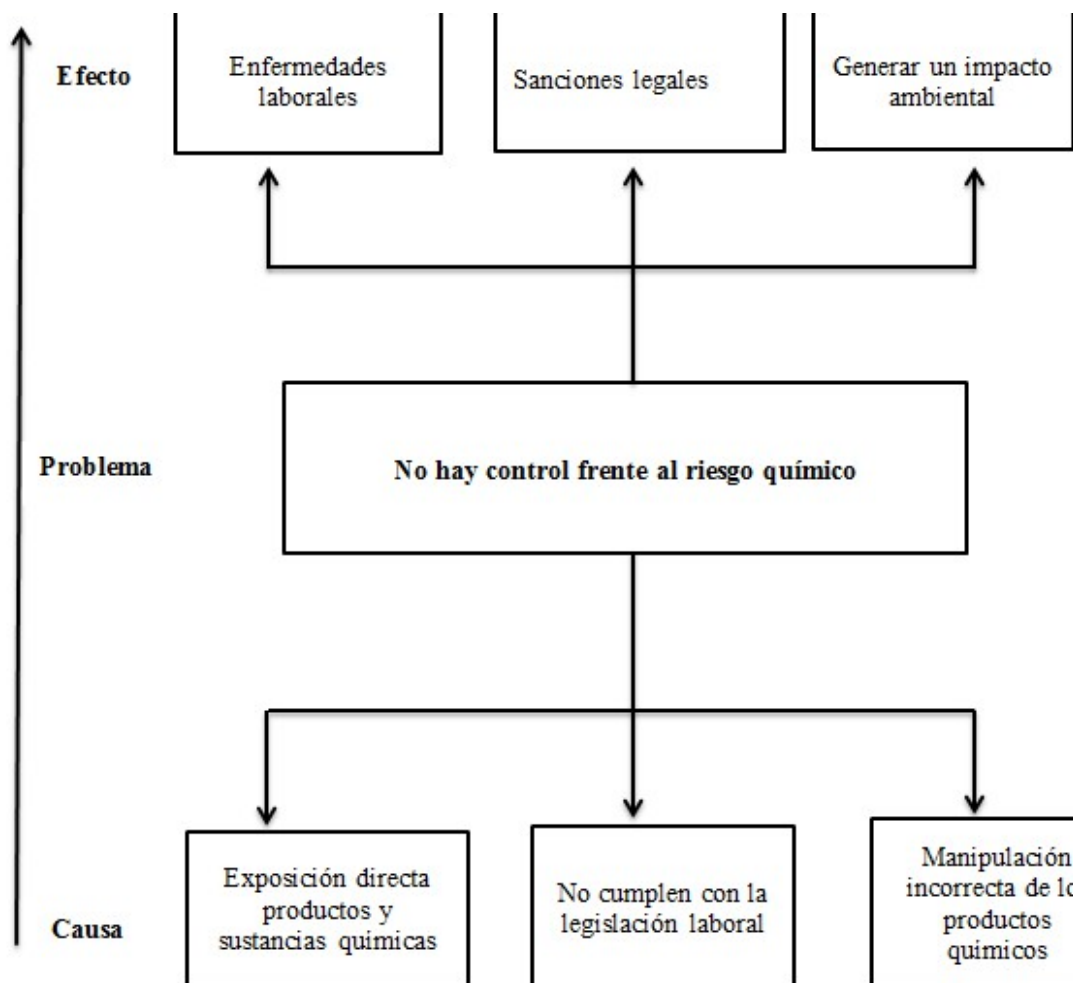 Efecto
Enfermedades
laborales
Sanciones legales
Generar un impacto
ambiental
Problema
No hay control frente al riesgo químico
Causa
Exposición directa
productos y
sustancias químicas
No cumplen con la
legislación laboral
Manipulación
incorrecta de lo
productos
químicos